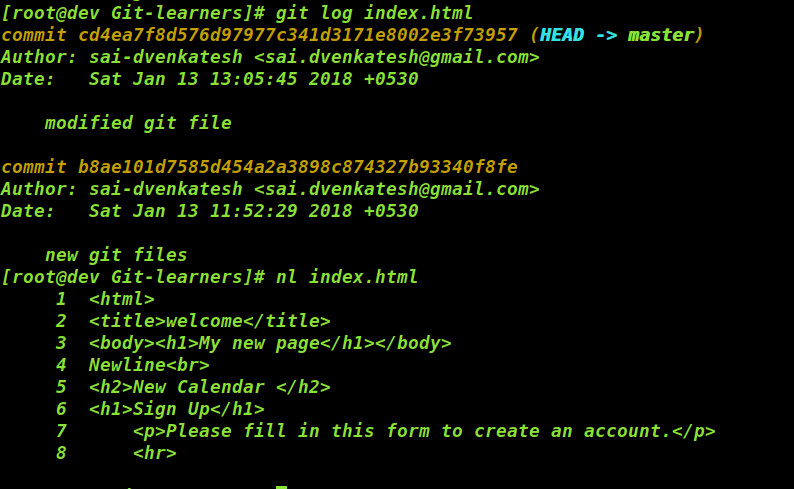 [root@dev Git-learners]# git log index.html
commit cd4ea7f8d576d97977c341d3171e8002e3f73957 (HEAD -> master)
Author: sai-dvenkatesh <sai.dvenkatesh@gmail.com>
Date:   Sat Jan 13 13:05:45 2018 +0530

    modified git file

commit b8ae101d7585d454a2a3898c874327b93340f8fe
Author: sai-dvenkatesh <sai.dvenkatesh@gmail.com>
Date:   Sat Jan 13 11:52:29 2018 +0530

    new git files
[root@dev Git-learners]# nl index.html
     1  <html>
     2  <title>welcome</title>
     3  <body><h1>My new page</h1></body>
     4  Newline<br>
     5  <h2>New Calendar </h2>
     6  <h1>Sign Up</h1>
     7      <p>Please fill in this form to create an account.</p>
     8      <hr>